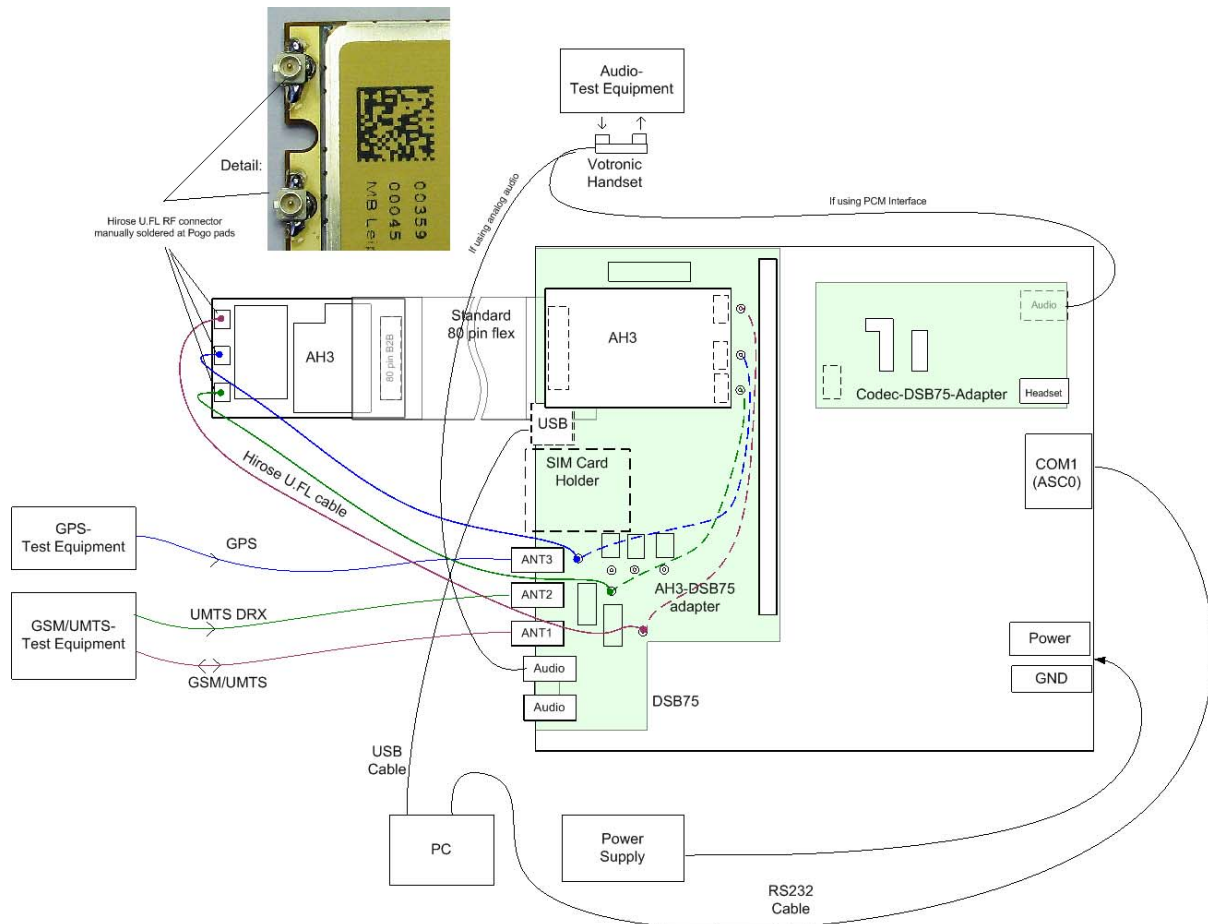 Audio-
Test Equipment
Detail:
00359
00045
MB Leip
Votronic
Handset
Hirose U.FL RF connector
manually soldered at Pogo pads
If using analog audio
If using PCM Interface
Standard
80 pin flex
AH3
80 pin B2B
AH3
Audio
Codec-DSB75-Adapter
Headset
USB
SIM Card
Holder
COM1
(ASC0)
Hirose U.FL cable
GPS-
Test Equipment
GPS
ANT3
UMTS DRX
ANT2
AH3-DSB75
adapter
GSM/UMTS-
Test Equipment
ANT1
GSM/UMTS
Power
Audio
GND
DSB75
Audio
USB
Cable
PC
Power
Supply
RS232
Cable